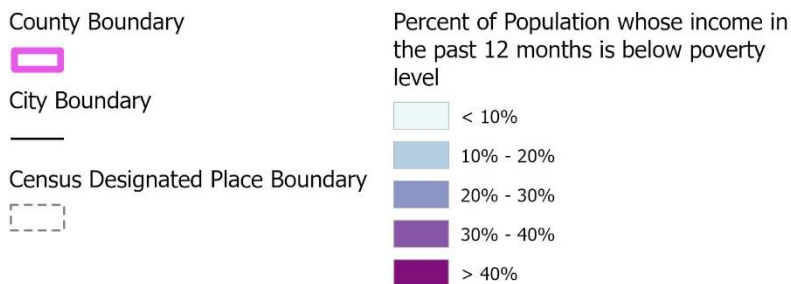 County Boundary
City Boundary
Census Designated Place Boundary
Percent of Population whose income in
the past 12 months is below poverty
level
< 10%
10% - 20%
20% - 30%
30% - 40%
> 40%